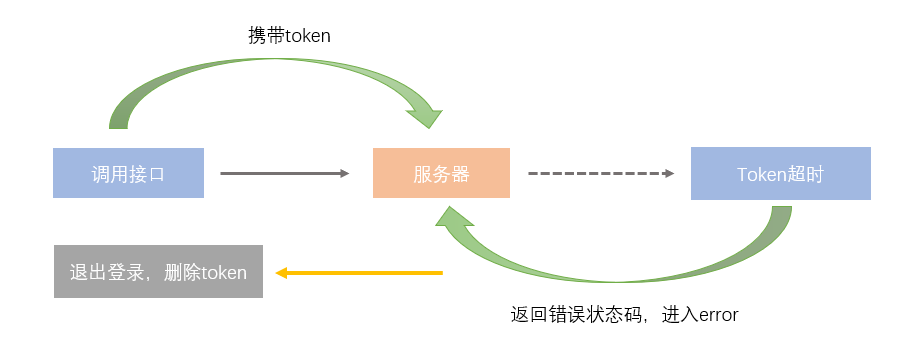 携带token
调用接口
服务器
Token超时
退出登录，删除token
返回错误状态码，进入error